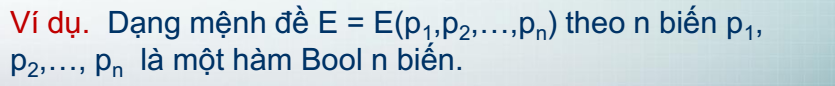 Ví dụ. Dạng mệnh đề E = E(p₁,p₂,…,pₙ) theo n biến p₁,
p₂,…, pₙ là một hàm Bool n biến.